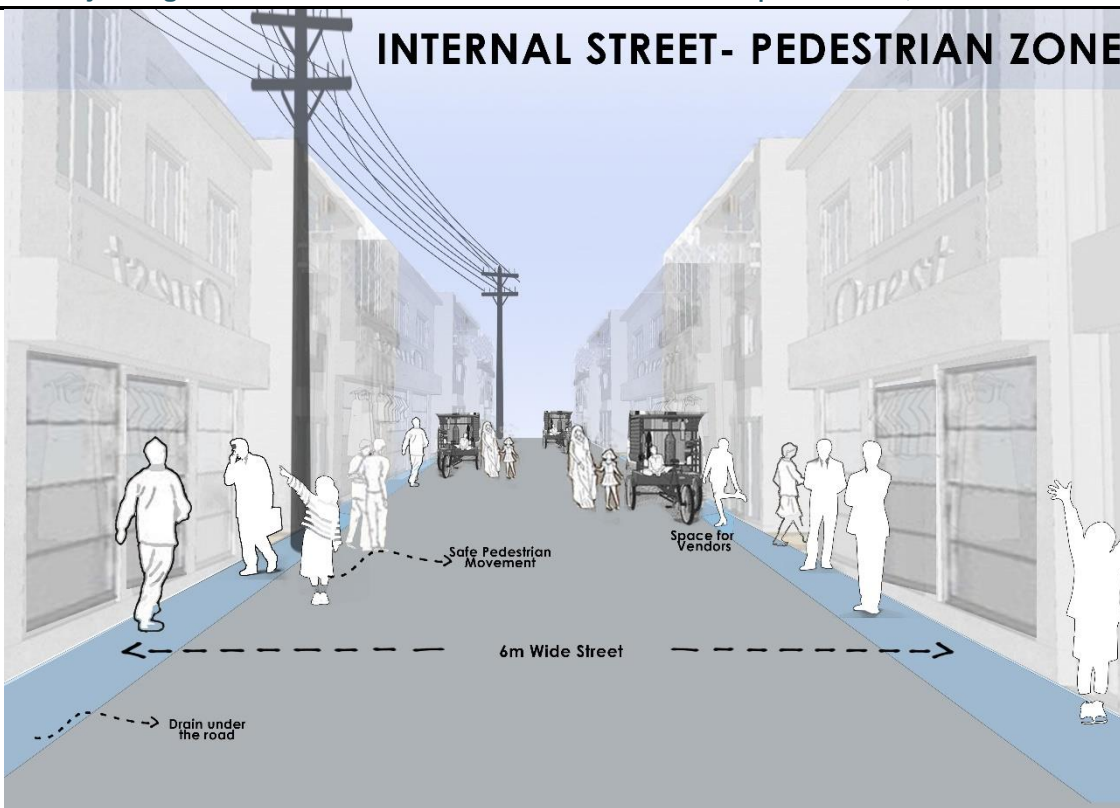 INTERNAL STREET- PEDESTRIAN ZONE
Safe Pedestrian
Movement
Space for
Vendors
6m Wide Street
Drain under
the road